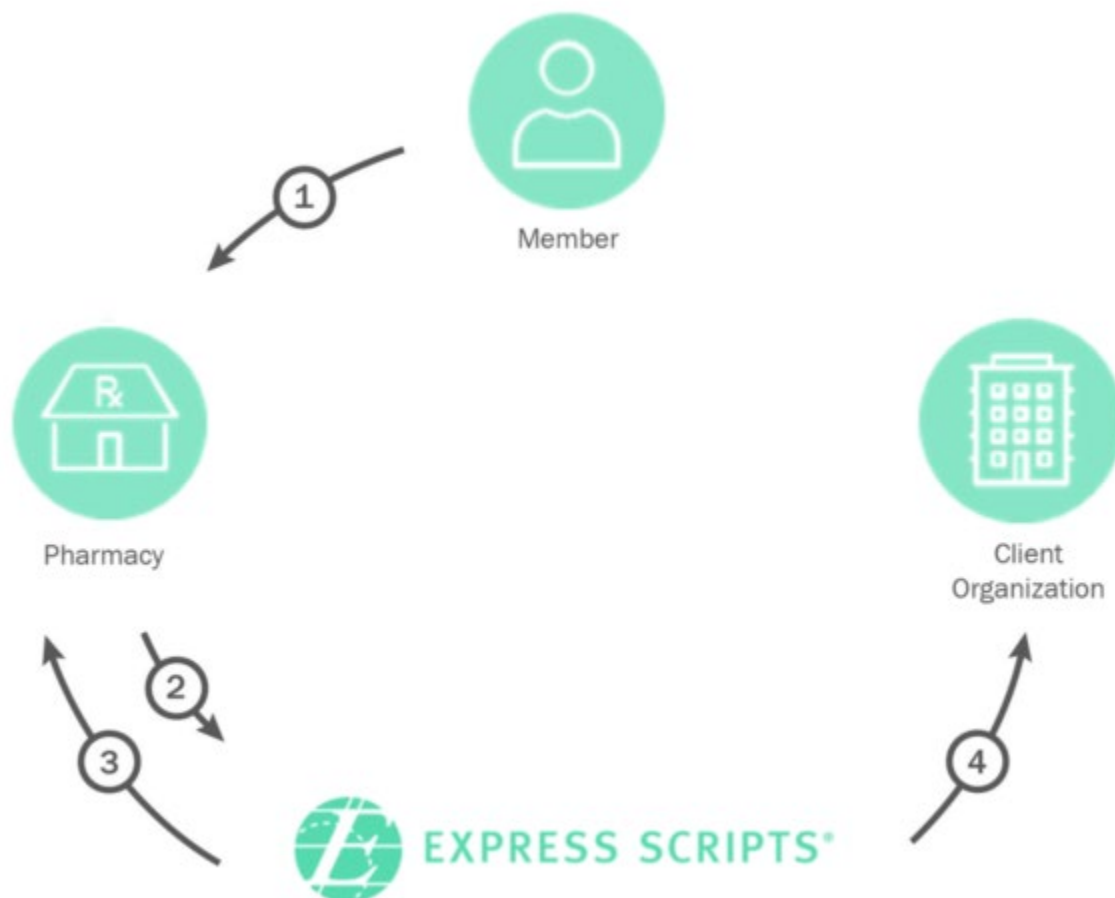 Member
1
Rx
Pharmacy
Client
Organization
2
3
4
EXPRESS SCRIPTS®